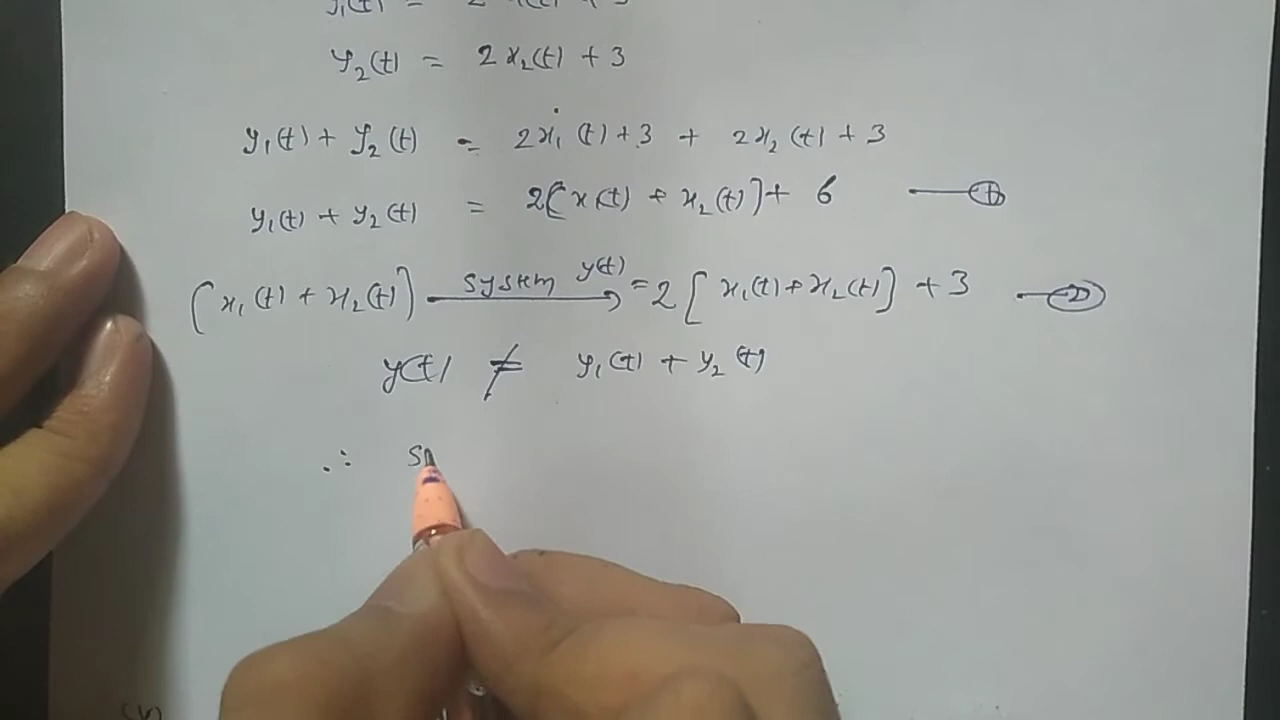 y₂(t) = 2x₂(t) + 3
y₁(t) + y₂(t) = 2x₁(t) + 3 + 2x₂(t) + 3
y₁(t) + y₂(t) = 2[x(t) + x₂(t)] + 6 —①
[x₁(t) + x₂(t)] system→ y(t) = 2[x₁(t) + x₂(t)] + 3 —②
y(t) ≠ y₁(t) + y₂(t)
∴